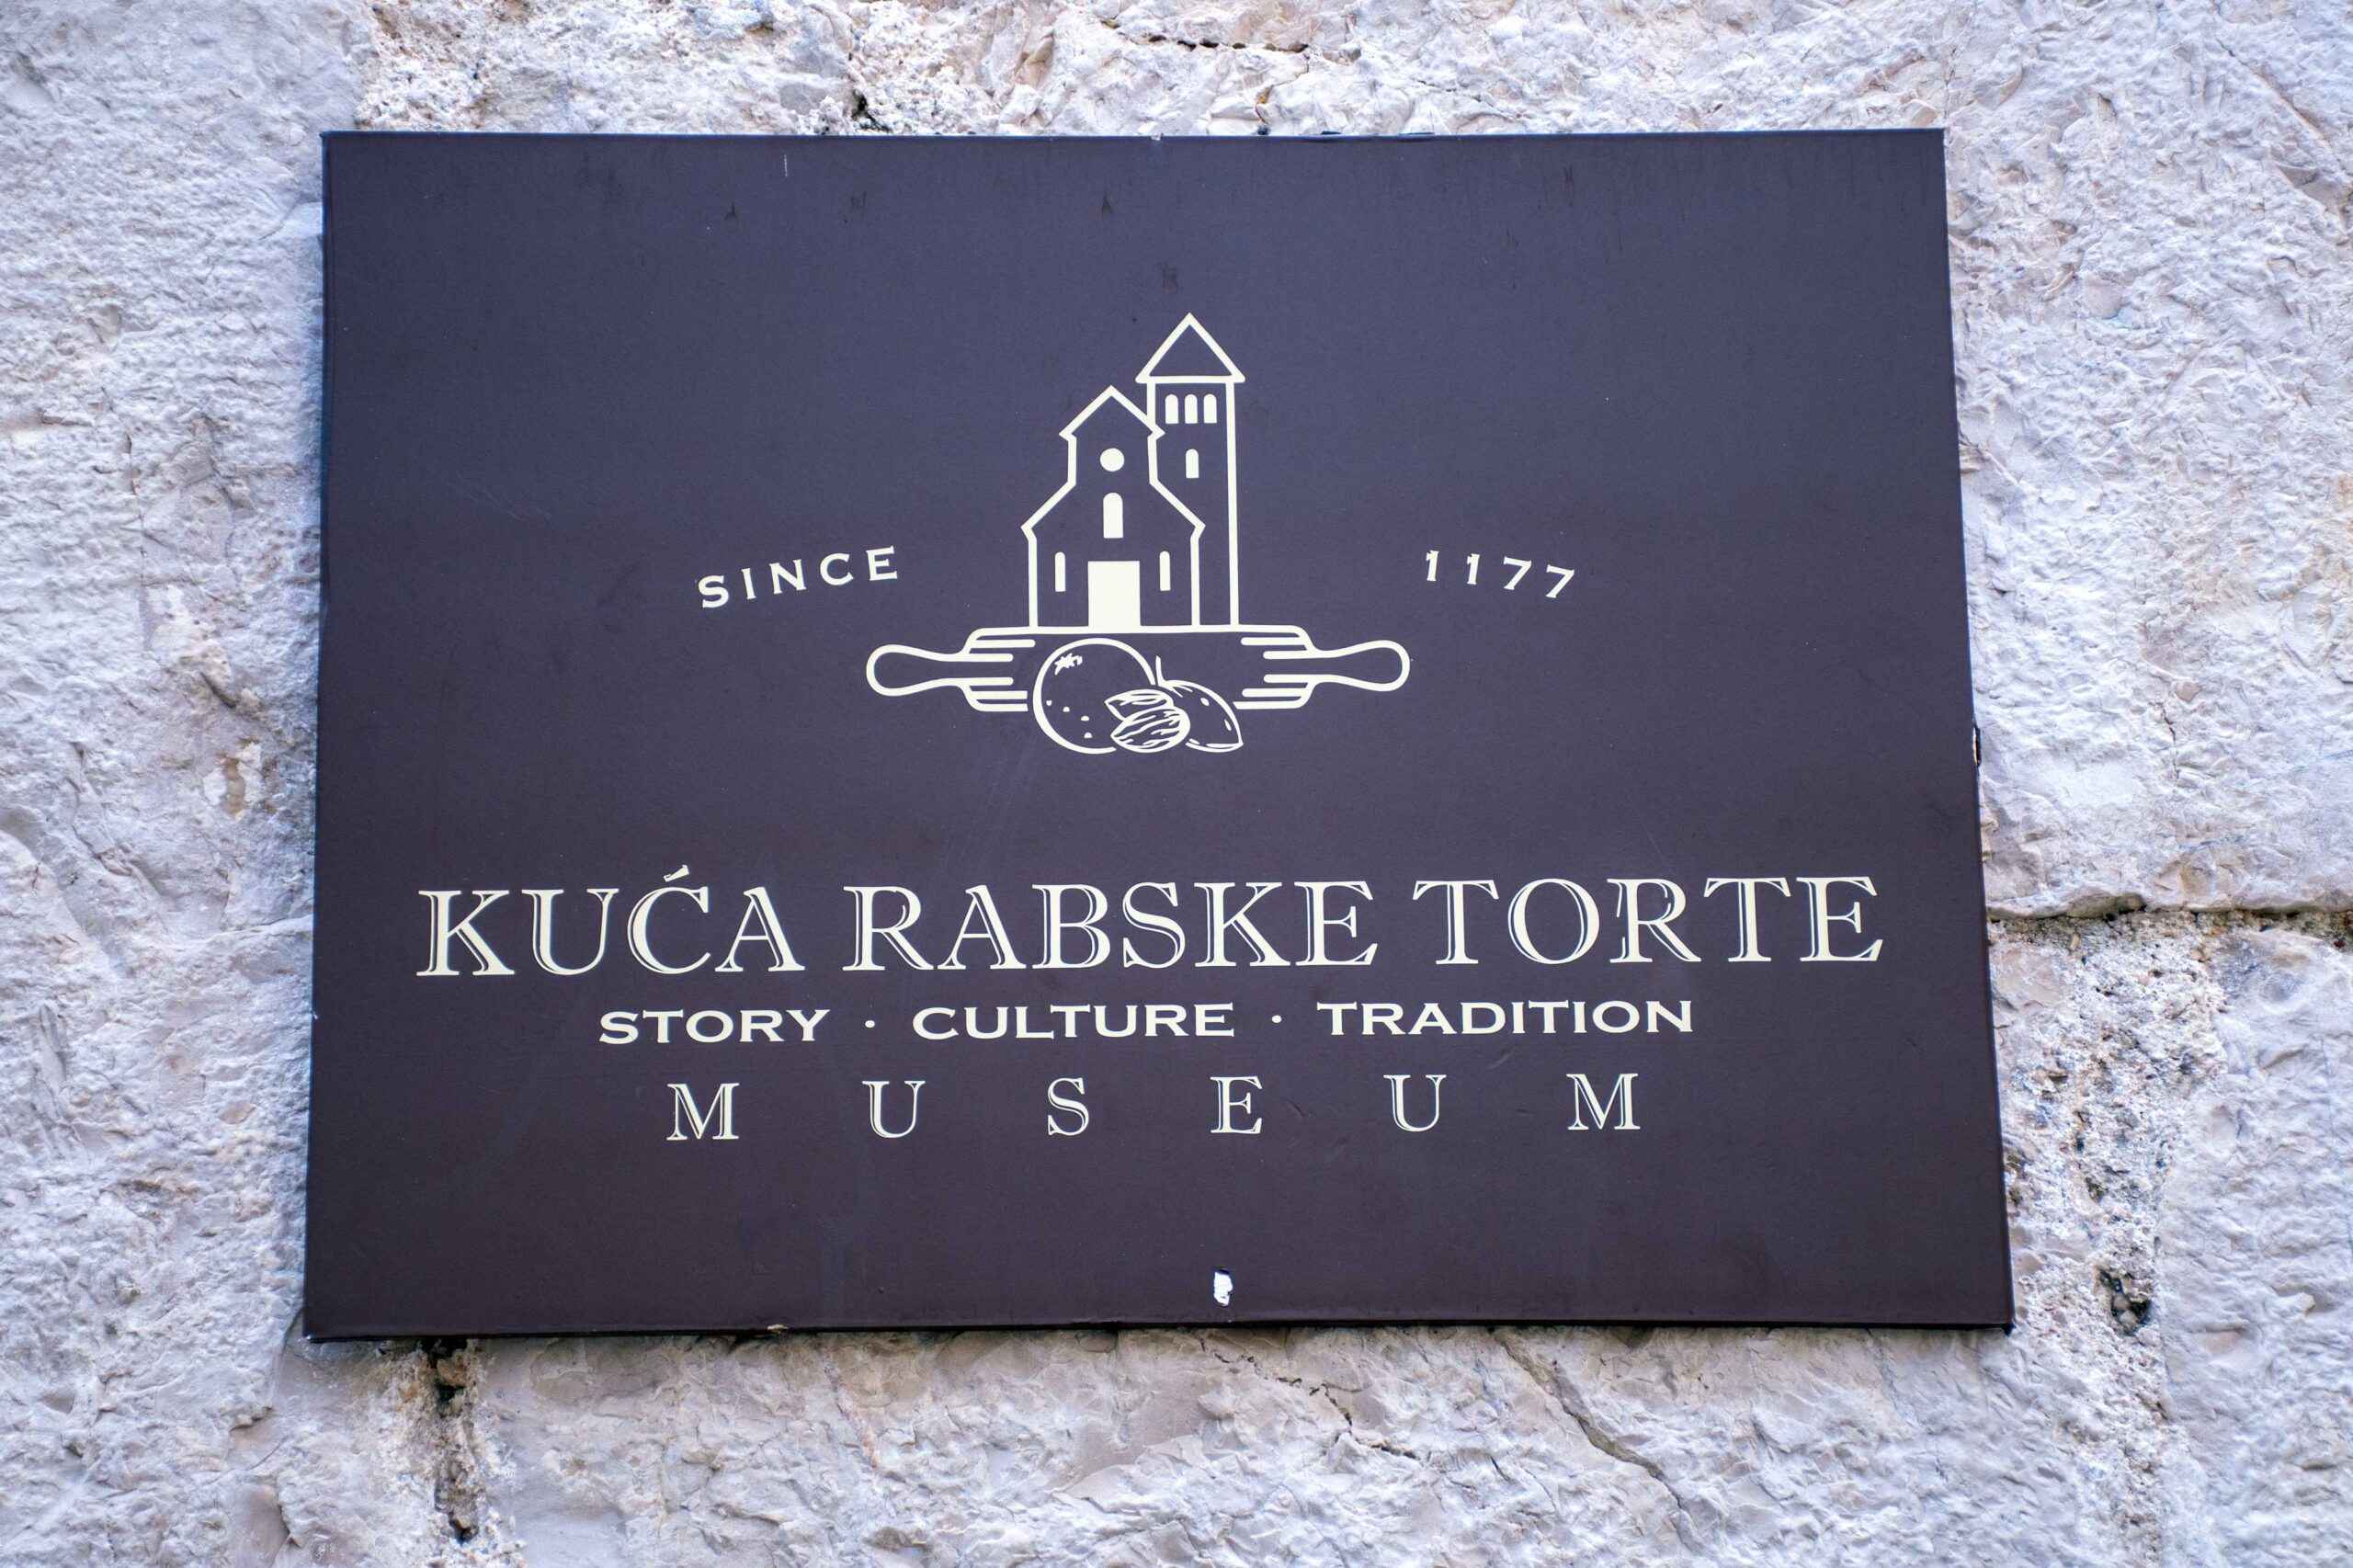 SINCE 1177
KUĆA RABSKE TORTE
STORY · CULTURE · TRADITION
MUSEUM